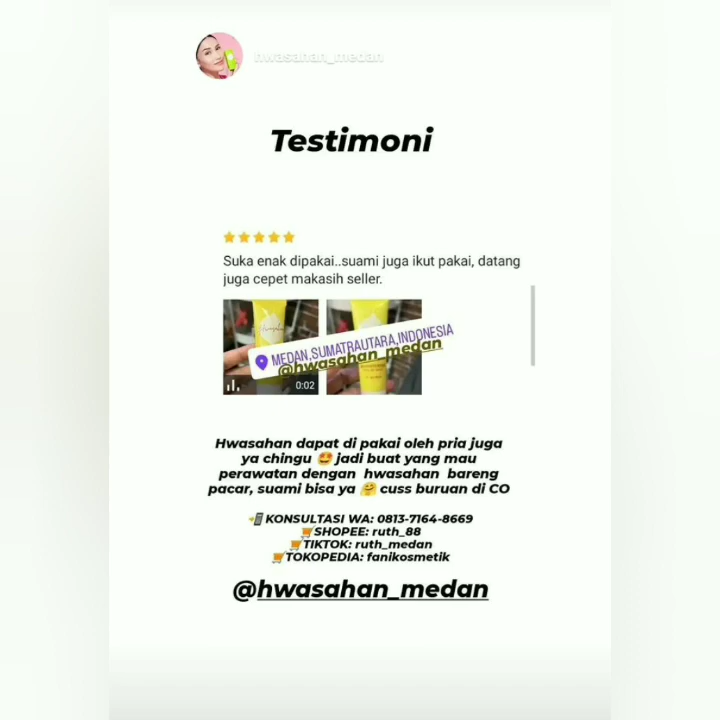 hwasahan_medan
Testimoni
Suka enak dipakai..suami juga ikut pakai, datang
juga cepet makasih seller.
MEDAN,SUMATRAUTARA,INDONESIA
@hwasahan_medan
0:02
Hwasahan dapat di pakai oleh pria juga
ya chingu 🤩 jadi buat yang mau
perawatan dengan hwasahan bareng
pacar, suami bisa ya 🤗 cuss buruan di CO
📲 KONSULTASI WA: 0813-7164-8669
🛒SHOPEE: ruth_88
🛒TIKTOK: ruth_medan
🛒TOKOPEDIA: fanikosmetik
@hwasahan_medan